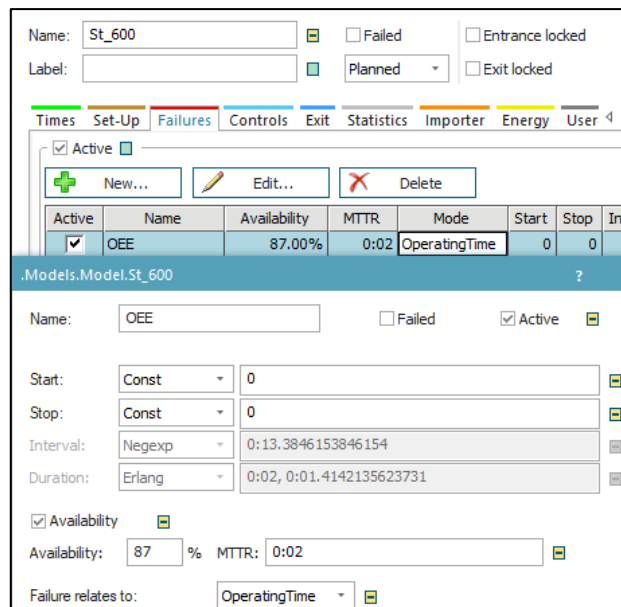 Name: St_600 Failed Entrance locked
Label: Planned Exit locked
Times Set-Up Failures Controls Exit Statistics Importer Energy User
Active
New... Edit... Delete
Active Name Availability MTTR Mode Start Stop In
OEE 87.00% 0:02 OperatingTime 0 0
.Models.Model.St_600 ?
Name: OEE Failed Active
Start: Const 0
Stop: Const 0
Interval: Negexp 0:13.3846153846154
Duration: Erlang 0:02, 0:01.4142135623731
Availability
Availability: 87 % MTTR: 0:02
Failure relates to: OperatingTime